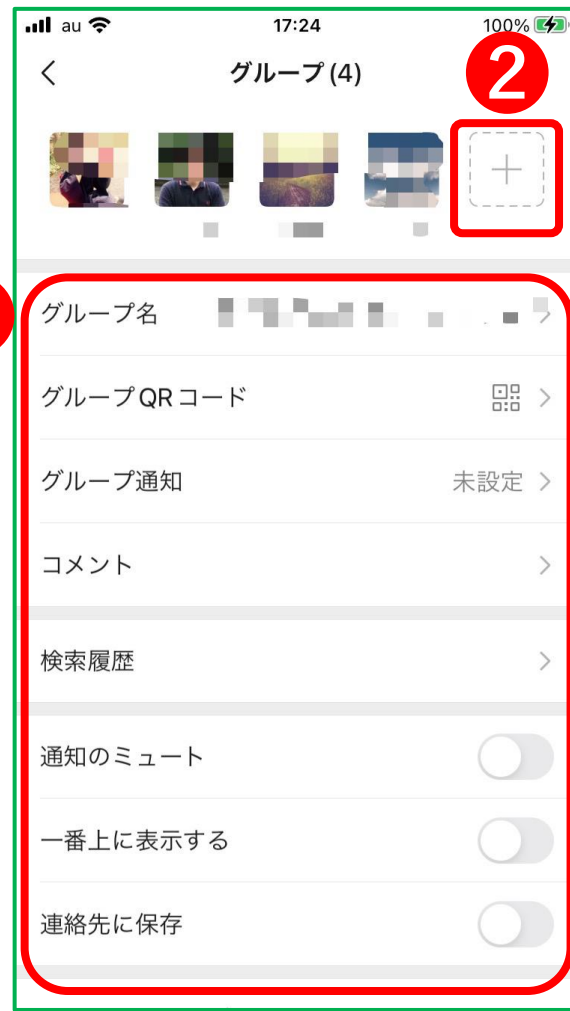 au 17:24 100%
グループ (4)
2
グループ名
グループQRコード
グループ通知 未設定
コメント
検索履歴
通知のミュート
一番上に表示する
連絡先に保存